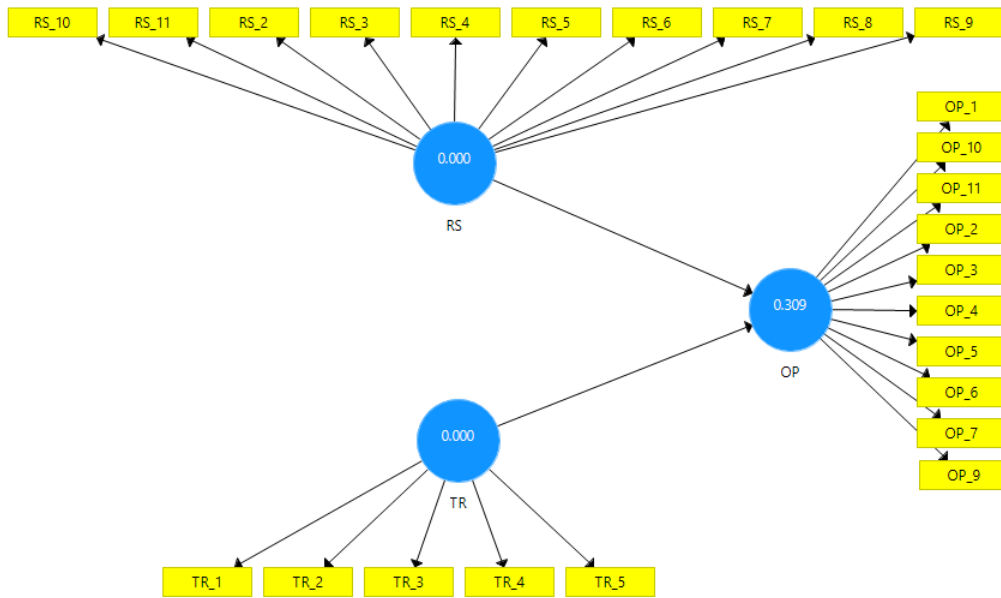 RS_10 RS_11 RS_2 RS_3 RS_4 RS_5 RS_6 RS_7 RS_8 RS_9
OP_1
OP_10
0.000
OP_11
RS
OP_2
OP_3
0.309
OP_4
OP_5
OP
OP_6
0.000
OP_7
OP_9
TR
TR_1 TR_2 TR_3 TR_4 TR_5